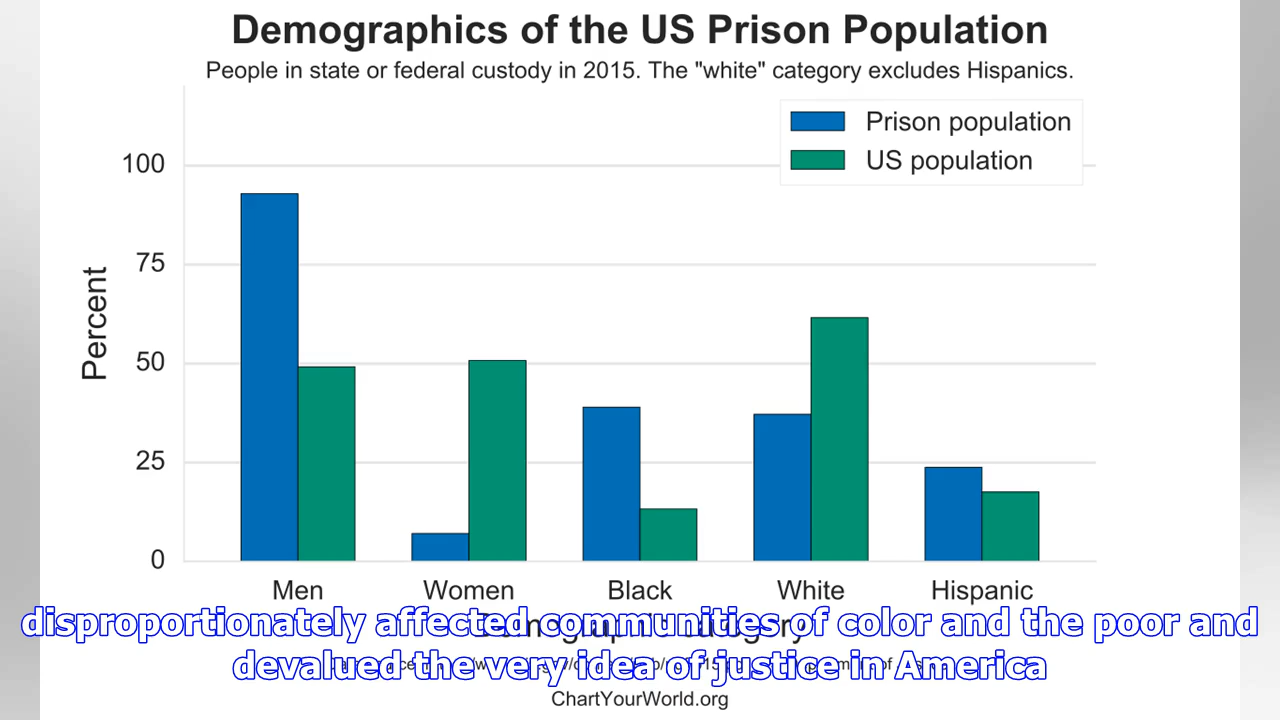 Demographics of the US Prison Population
People in state or federal custody in 2015. The "white" category excludes Hispanics.
Prison population
US population
100
75
50
25
0
Percent
Men Women Black White Hispanic
disproportionately affected communities of color and the poor and
devalued the very idea of justice in America
ChartYourWorld.org